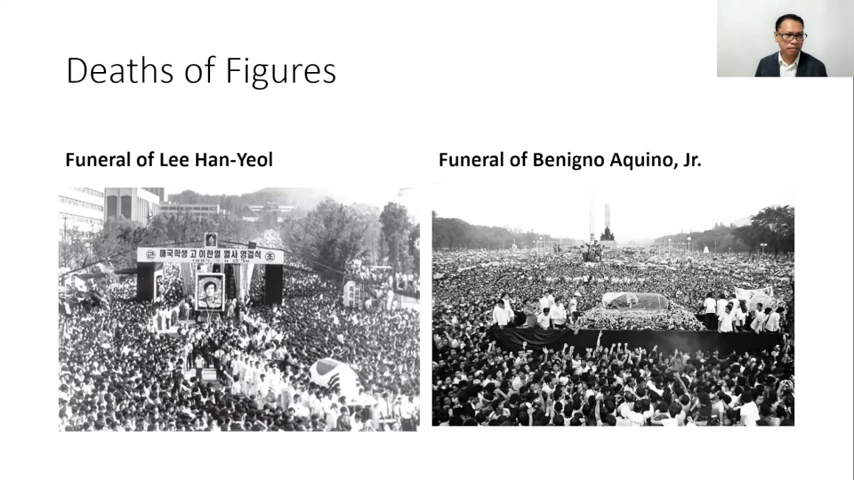 Deaths of Figures
Funeral of Lee Han-Yeol
Funeral of Benigno Aquino, Jr.
애국학생 고 이한열 열사 영결식